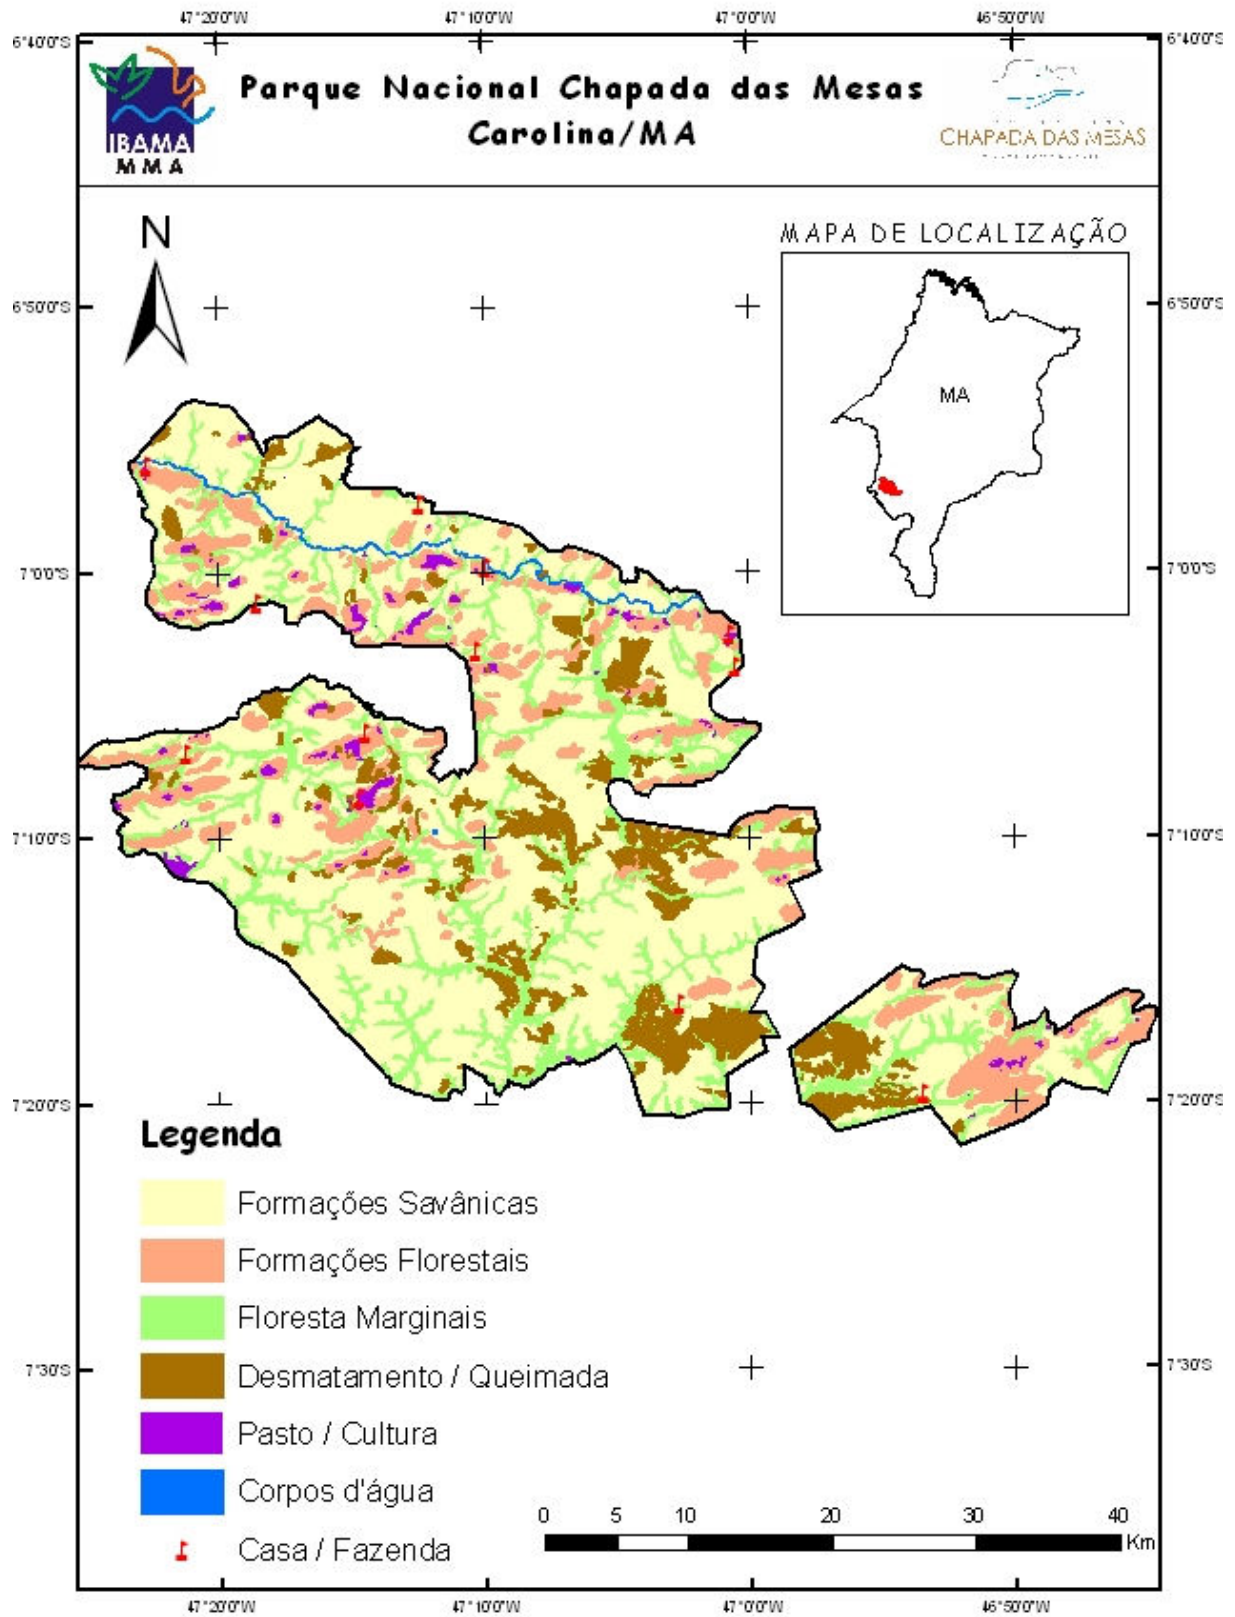 47°20'0"W 47°10'0"W 47°0'0"W 46°50'0"W
6°40'0"S 6°40'0"S
Parque Nacional Chapada das Mesas
Carolina/MA
IBAMA
MMA
CHAPADA DAS MESAS
N
MAPA DE LOCALIZAÇÃO
6°50'0"S 6°50'0"S
MA
7°0'0"S 7°0'0"S
7°10'0"S 7°10'0"S
7°20'0"S 7°20'0"S
Legenda
Formações Savânicas
Formações Florestais
Floresta Marginais
7°30'0"S 7°30'0"S
Desmatamento / Queimada
Pasto / Cultura
Corpos d'água
Casa / Fazenda
0 5 10 20 30 40
Km
47°20'0"W 47°10'0"W 47°0'0"W 46°50'0"W